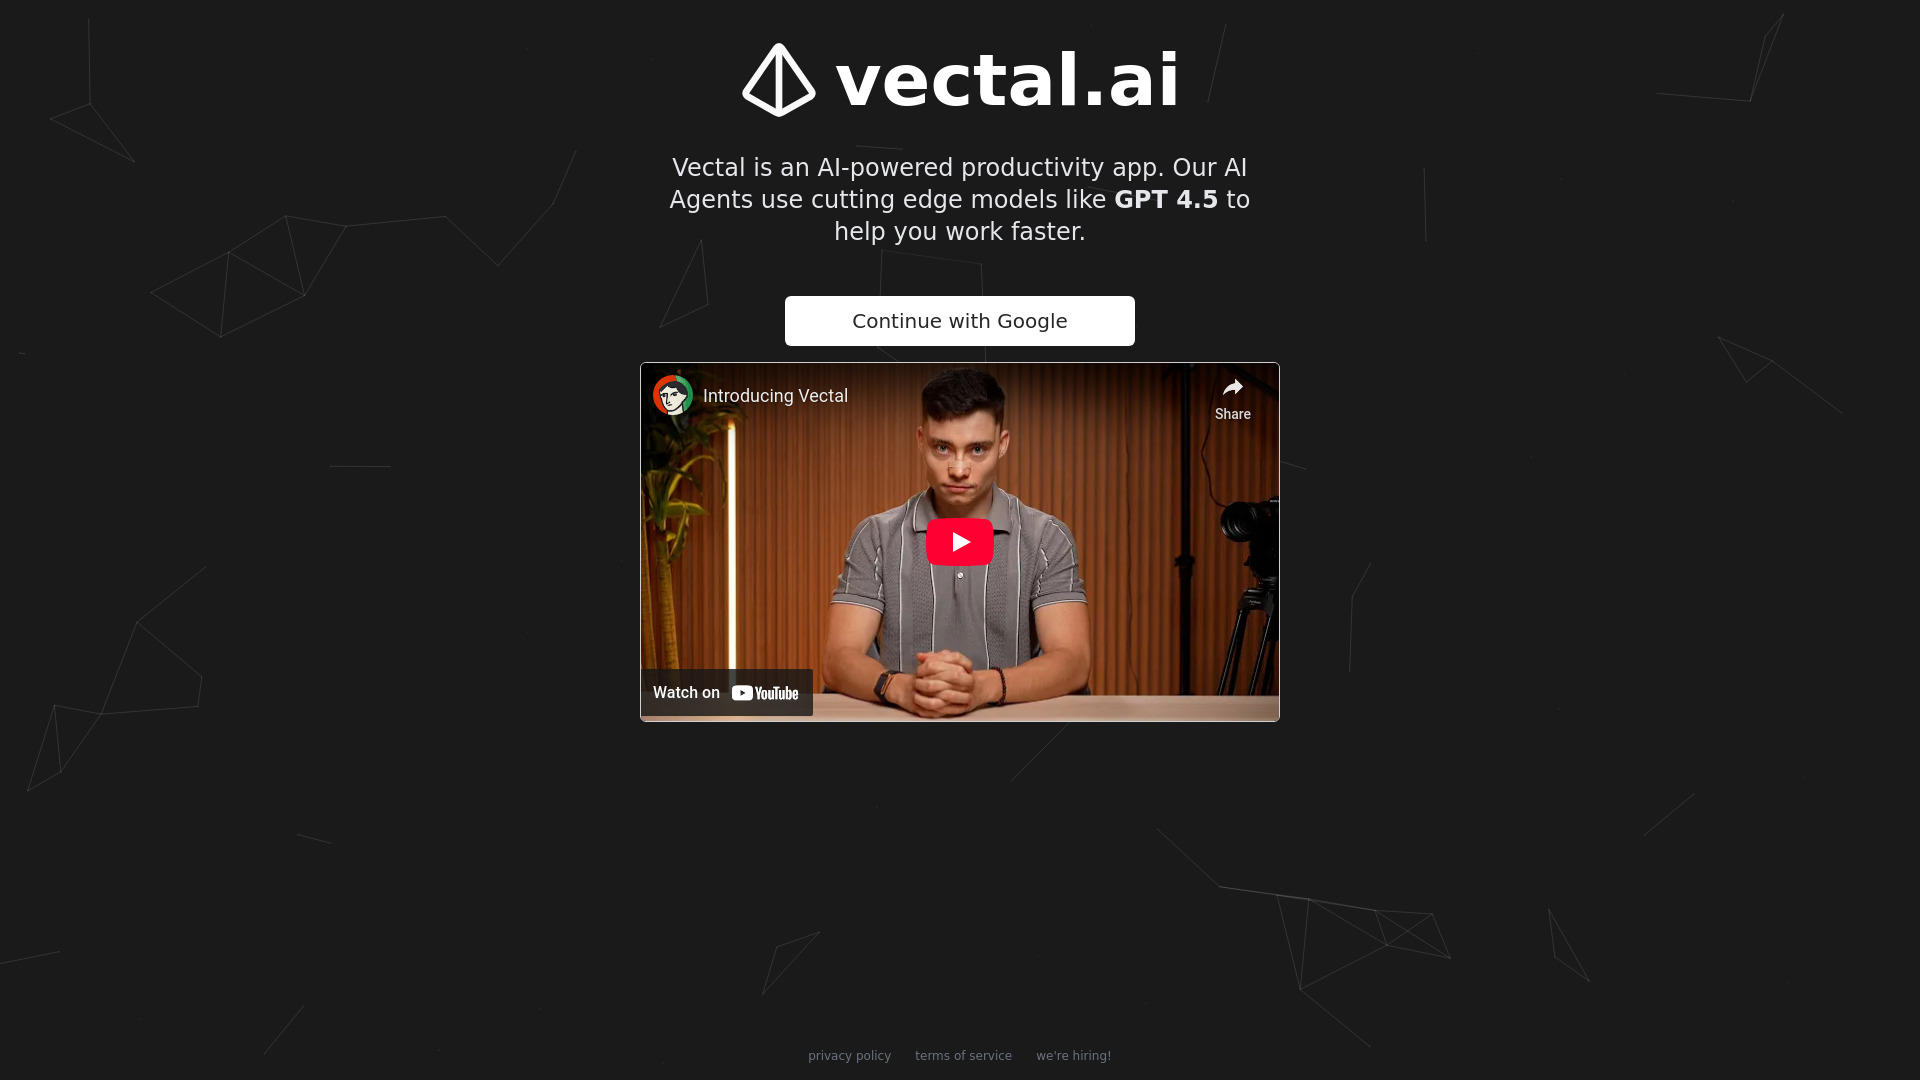 vectal.ai
Vectal is an AI-powered productivity app. Our AI
Agents use cutting edge models like GPT 4.5 to
help you work faster.
Continue with Google
Introducing Vectal
Share
Watch on YouTube
privacy policy terms of service we're hiring!